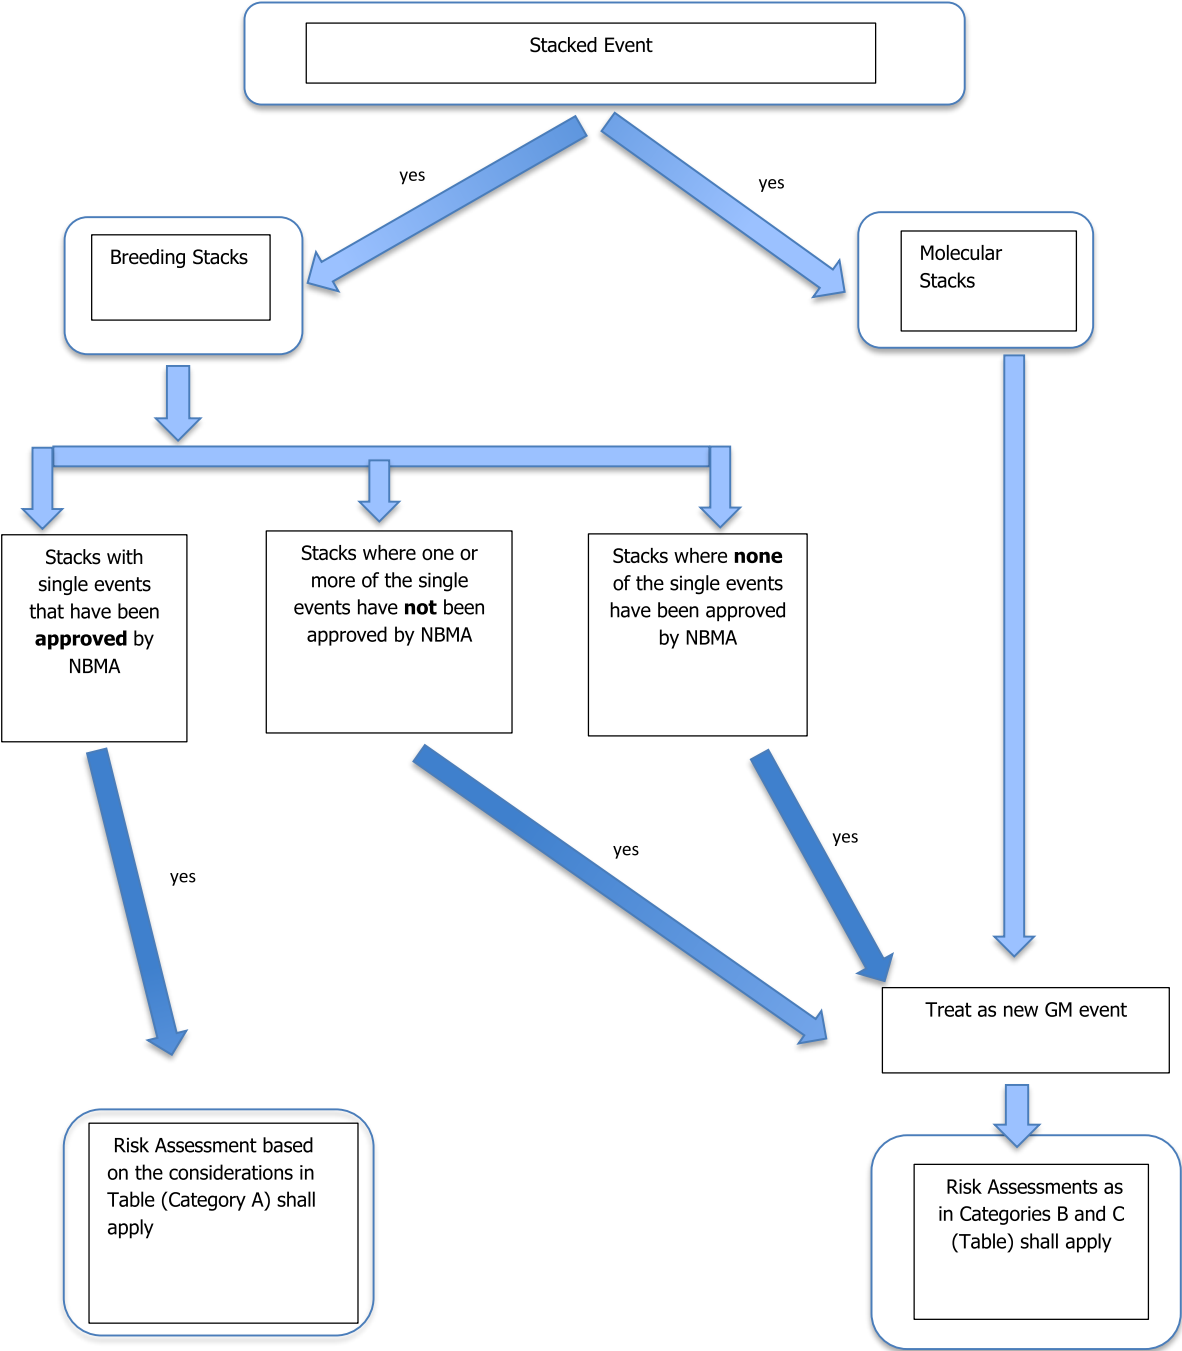 Stacked Event
yes
yes
Breeding Stacks
Molecular
Stacks
Stacks with
single events
that have been
approved by
NBMA
Stacks where one or
more of the single
events have not been
approved by NBMA
Stacks where none
of the single events
have been approved
by NBMA
yes
yes
yes
Treat as new GM event
Risk Assessment based
on the considerations in
Table (Category A) shall
apply
Risk Assessments as
in Categories B and C
(Table) shall apply